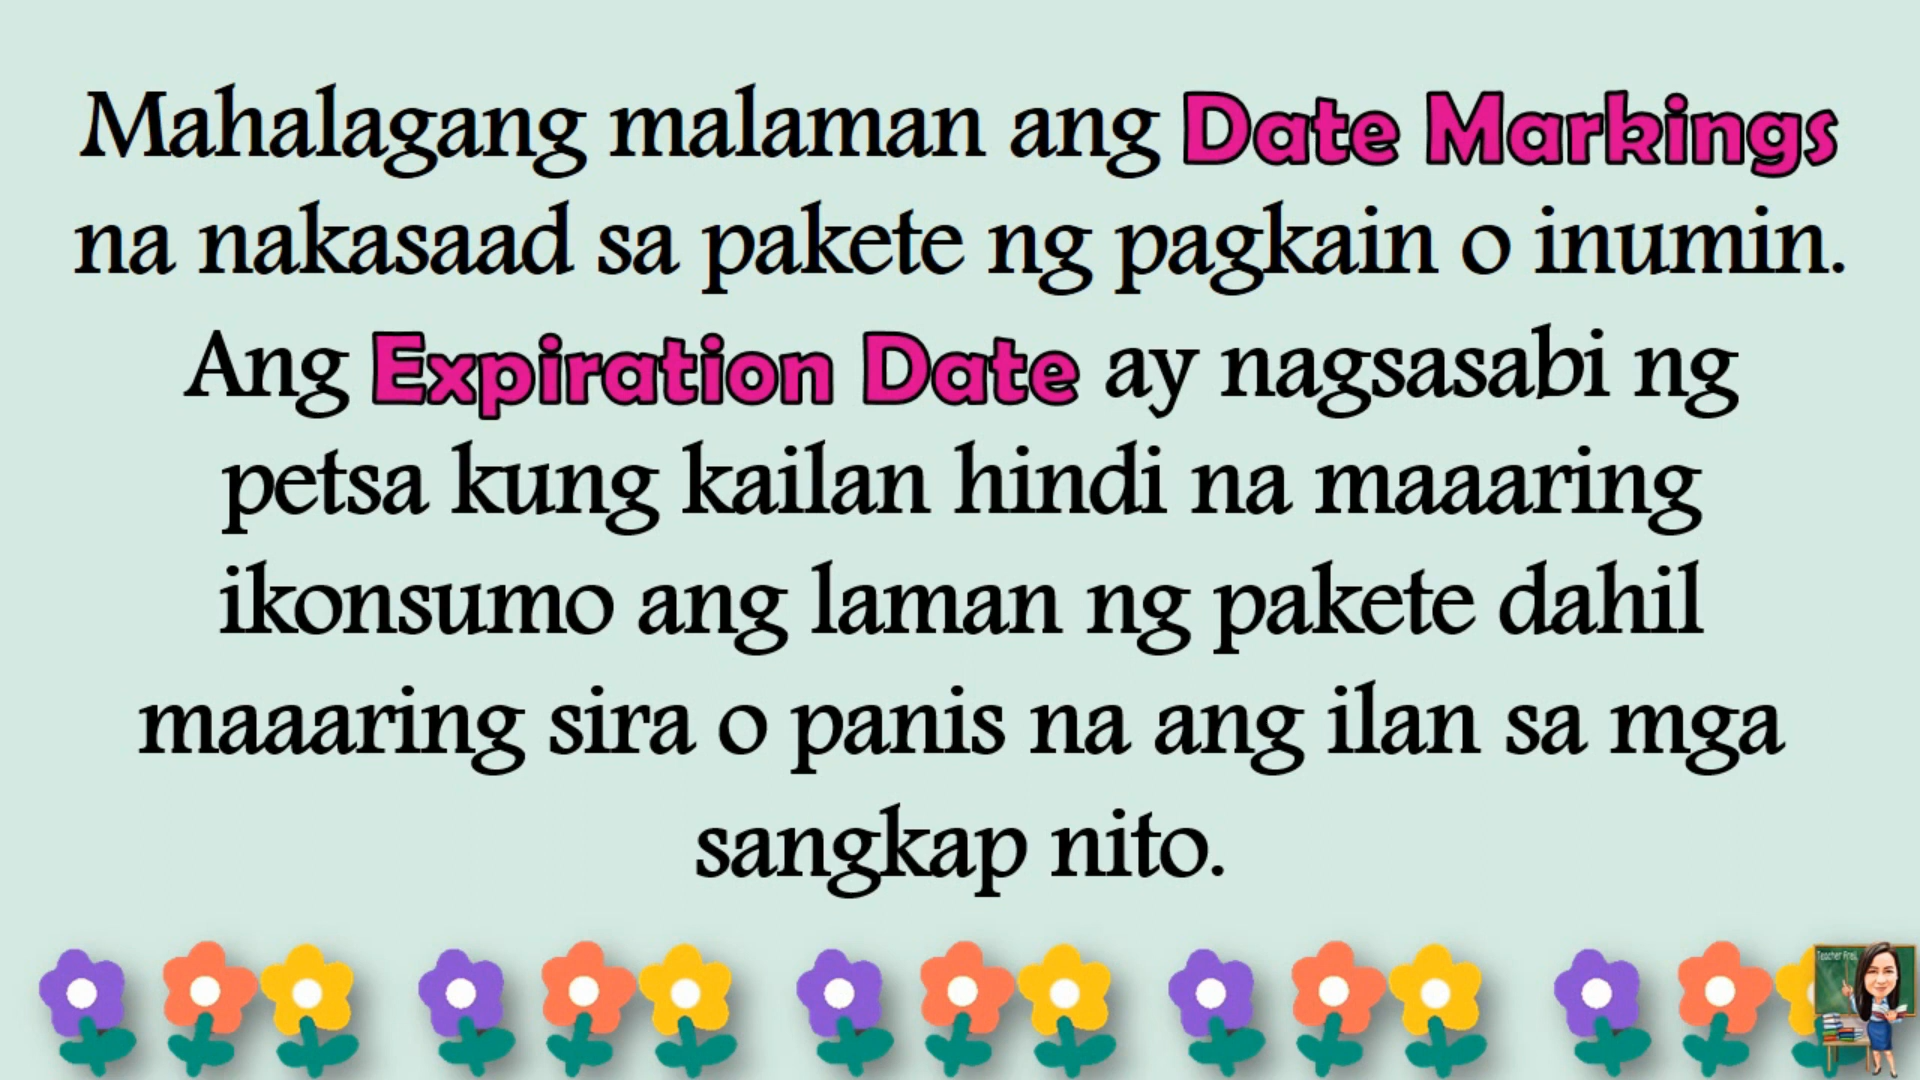 Mahalagang malaman ang Date Markings
na nakasaad sa pakete ng pagkain o inumin.
Ang Expiration Date ay nagsasabi ng
petsa kung kailan hindi na maaaring
ikonsumo ang laman ng pakete dahil
maaaring sira o panis na ang ilan sa mga
sangkap nito.
Teacher